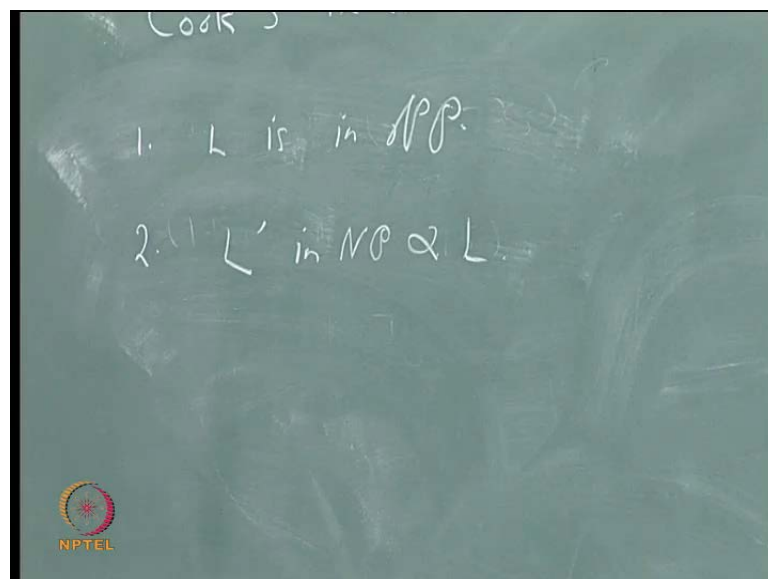 Cook's
1. L is in NP.
2. L' in NP α L.
NPTEL